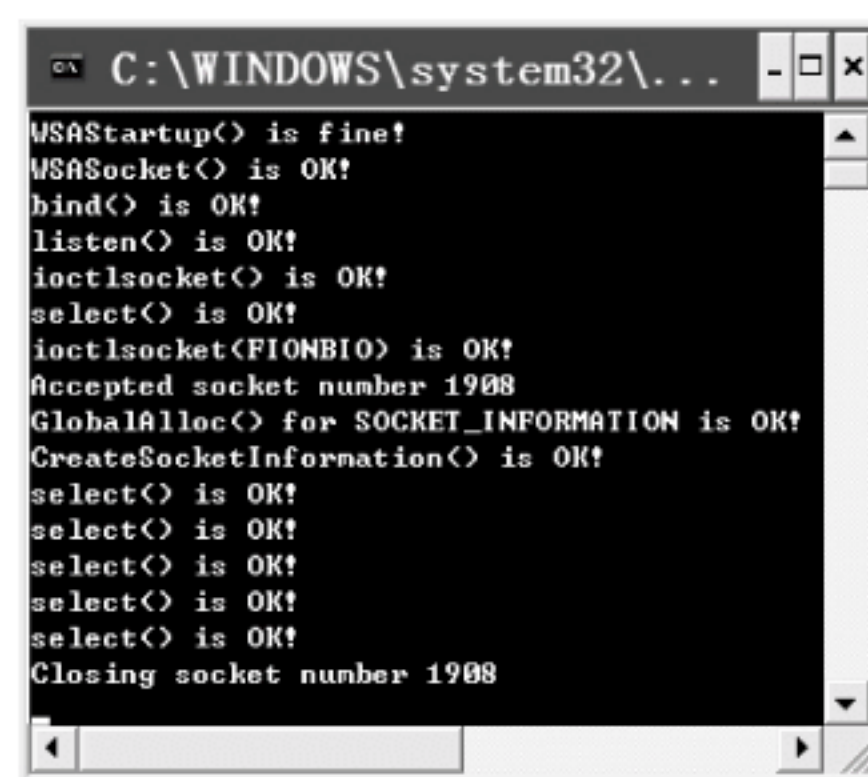 C:\WINDOWS\system32\...
WSAStartup() is fine!
WSASocket() is OK!
bind() is OK!
listen() is OK!
ioctlsocket() is OK!
select() is OK!
ioctlsocket(FIONBIO) is OK!
Accepted socket number 1908
GlobalAlloc() for SOCKET_INFORMATION is OK!
CreateSocketInformation() is OK!
select() is OK!
select() is OK!
select() is OK!
select() is OK!
select() is OK!
Closing socket number 1908